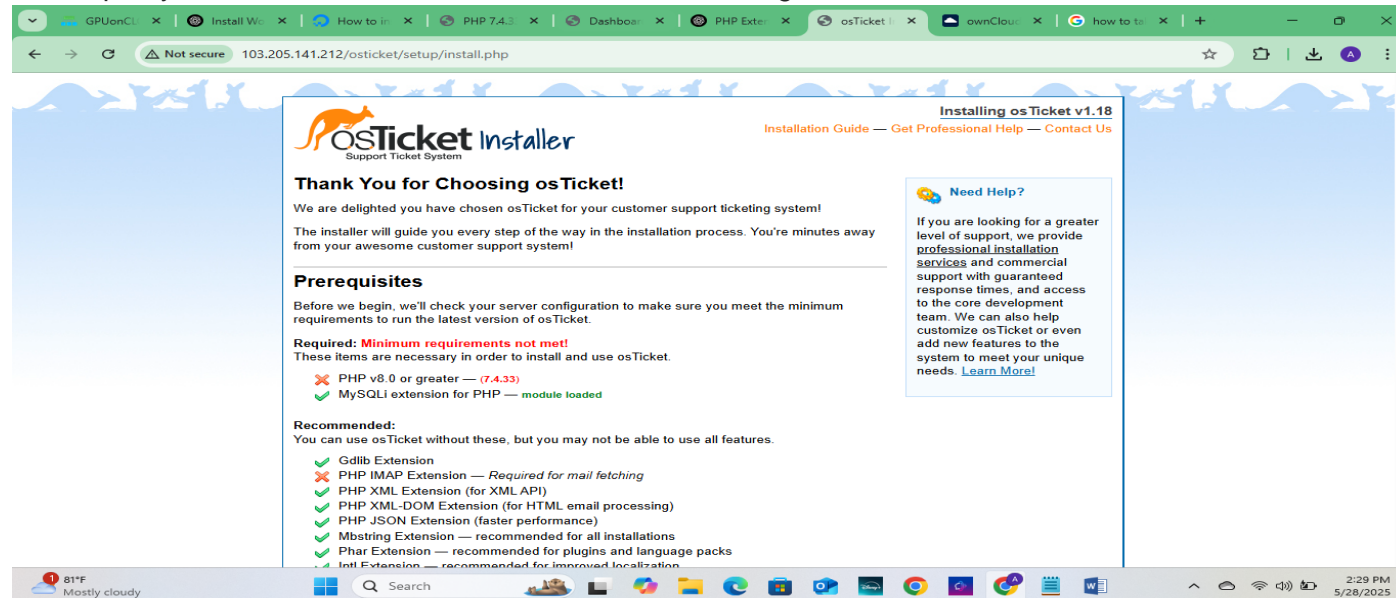 GPUonCL
Install Wo
How to in
PHP 7.4.3
Dashboar
PHP Exter
osTicket I
ownCloud
how to ta
Not secure
103.205.141.212/osticket/setup/install.php
A
osTicket Installer
Support Ticket System
Installing osTicket v1.18
Installation Guide — Get Professional Help — Contact Us
Thank You for Choosing osTicket!
We are delighted you have chosen osTicket for your customer support ticketing system!
The installer will guide you every step of the way in the installation process. You're minutes away
from your awesome customer support system!
Prerequisites
Before we begin, we'll check your server configuration to make sure you meet the minimum
requirements to run the latest version of osTicket.
Required: Minimum requirements not met!
These items are necessary in order to install and use osTicket.
PHP v8.0 or greater — (7.4.33)
MySQLi extension for PHP — module loaded
Recommended:
You can use osTicket without these, but you may not be able to use all features.
Gdlib Extension
PHP IMAP Extension — Required for mail fetching
PHP XML Extension (for XML API)
PHP XML-DOM Extension (for HTML email processing)
PHP JSON Extension (faster performance)
Mbstring Extension — recommended for all installations
Phar Extension — recommended for plugins and language packs
Intl Extension — recommended for improved localization
Need Help?
If you are looking for a greater
level of support, we provide
professional installation
services and commercial
support with guaranteed
response times, and access
to the core development
team. We can also help
customize osTicket or even
add new features to the
system to meet your unique
needs. Learn More!
1
81°F
Mostly cloudy
Search
2:29 PM
5/28/2025